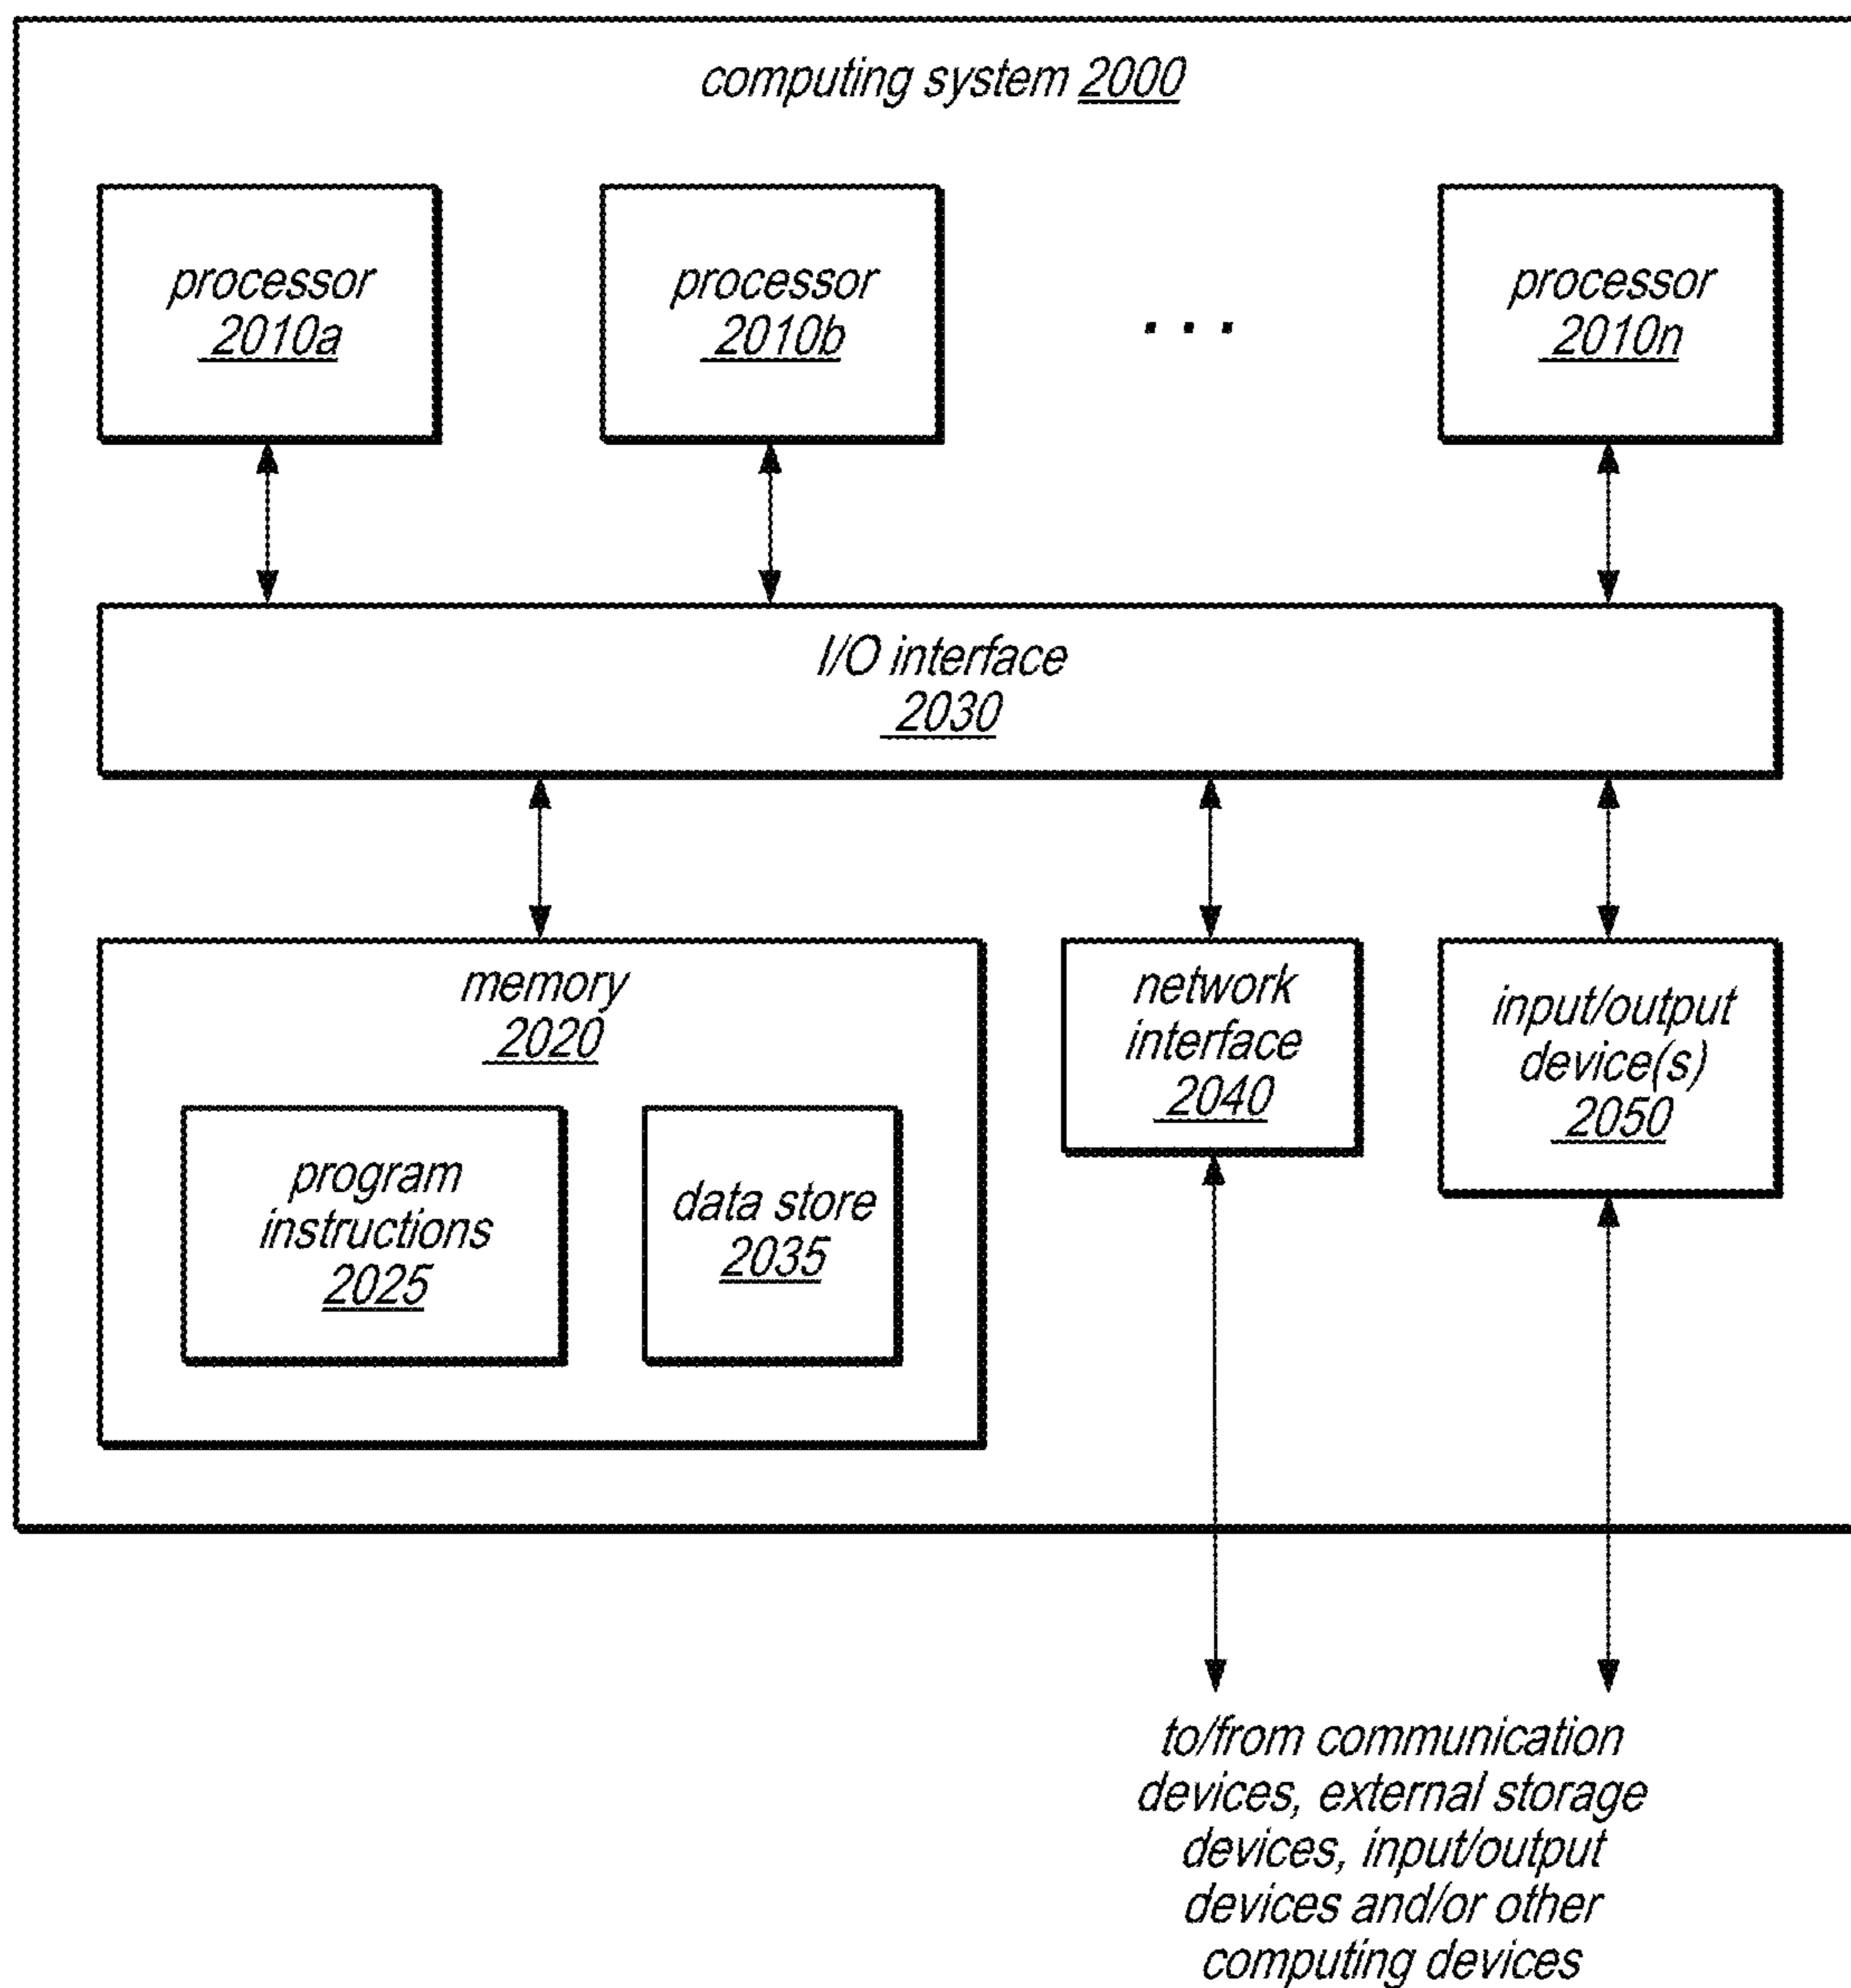 computing system 2000
processor
2010a
processor
2010b
. . .
processor
2010n
I/O interface
2030
memory
2020
program
instructions
2025
data store
2035
network
interface
2040
input/output
device(s)
2050
to/from communication
devices, external storage
devices, input/output
devices and/or other
computing devices